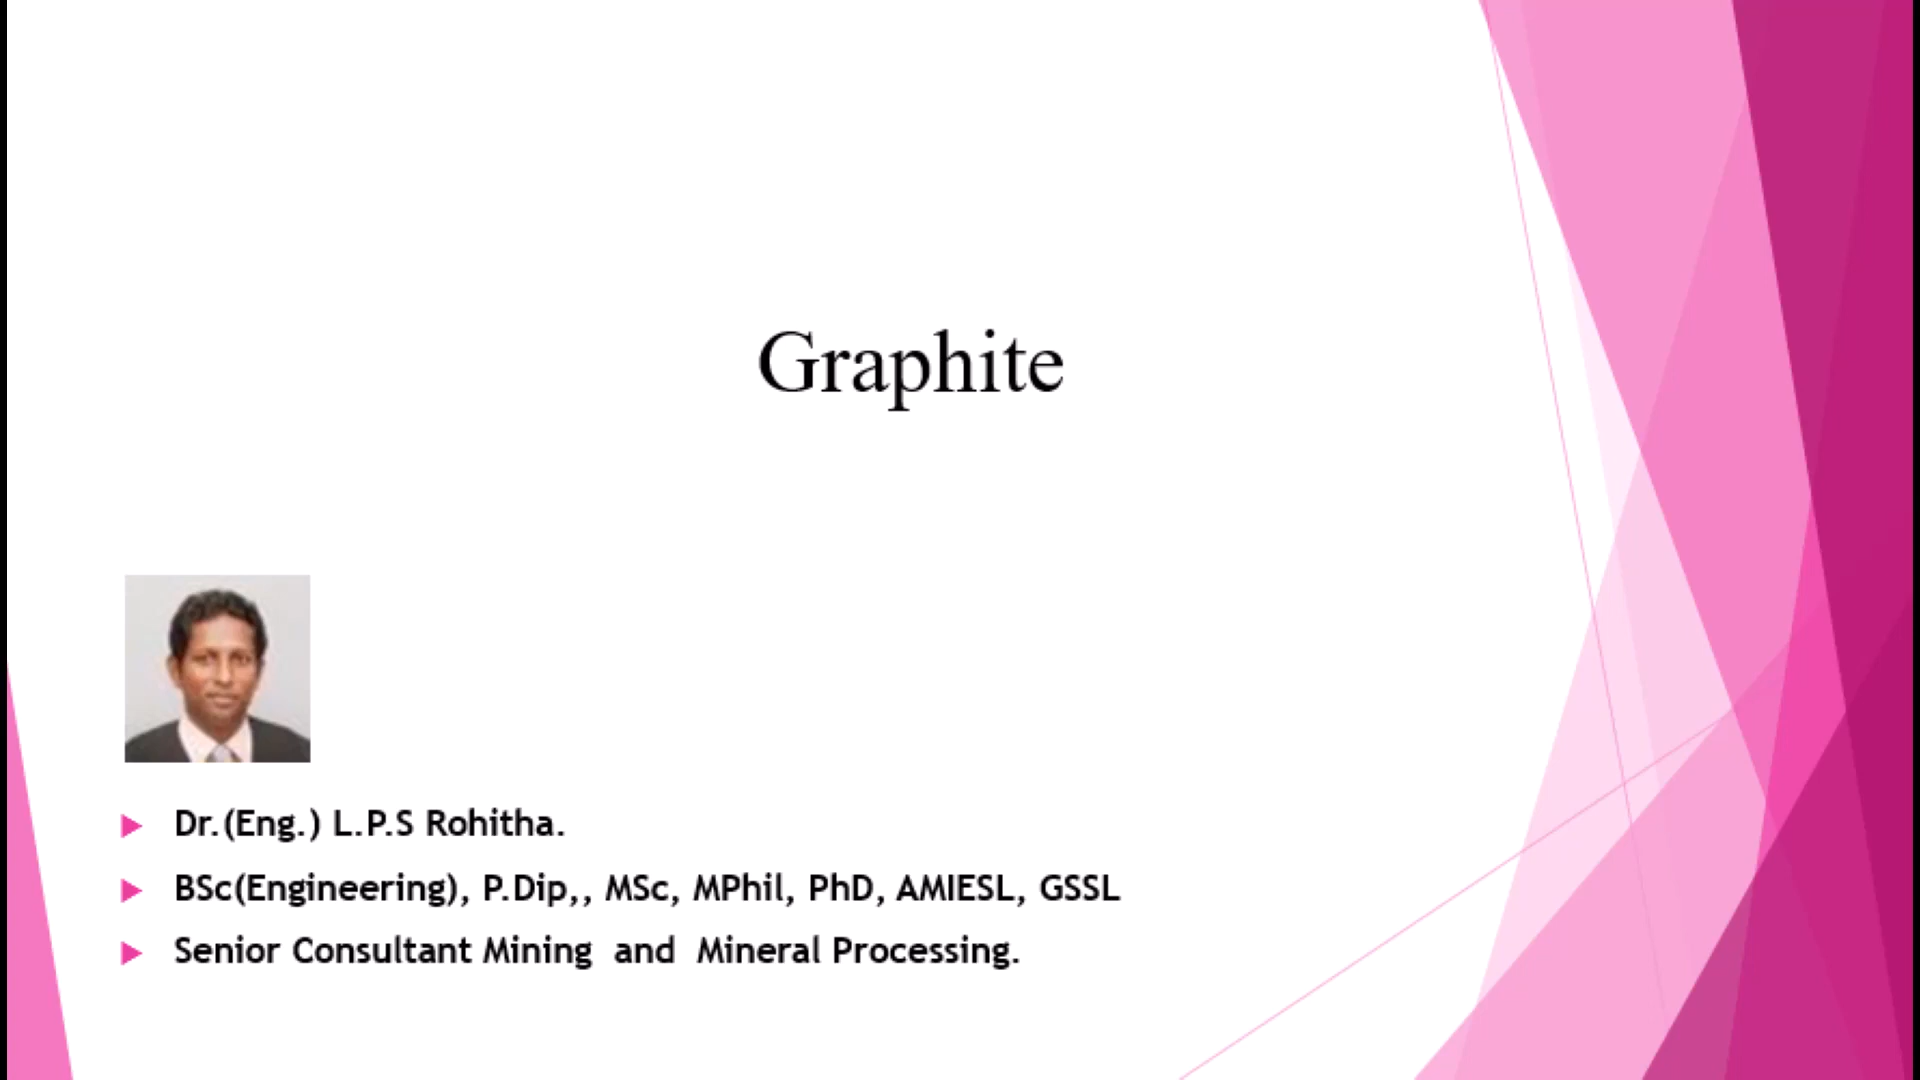 Graphite
Dr.(Eng.) L.P.S Rohitha.
BSc(Engineering), P.Dip,, MSc, MPhil, PhD, AMIESL, GSSL
Senior Consultant Mining and Mineral Processing.